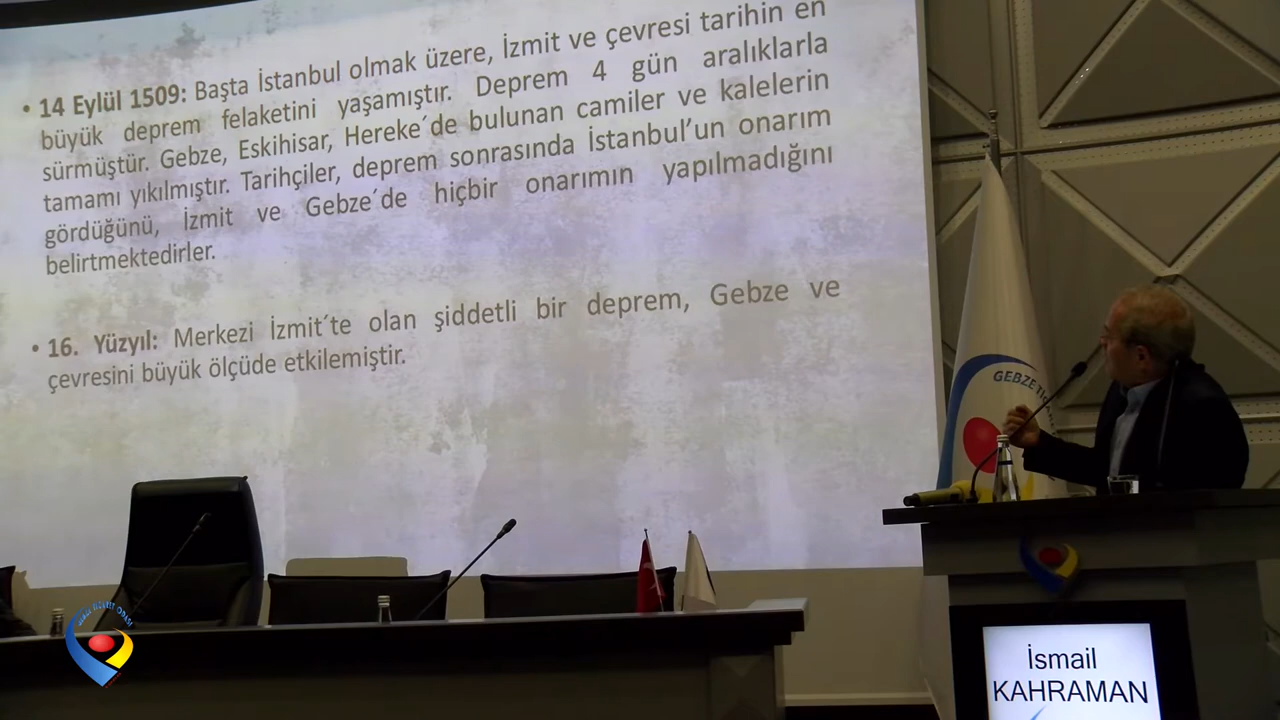 • 14 Eylül 1509: Başta İstanbul olmak üzere, İzmit ve çevresi tarihin en
büyük deprem felaketini yaşamıştır. Deprem 4 gün aralıklarla
sürmüştür. Gebze, Eskihisar, Hereke´de bulunan camiler ve kalelerin
tamamı yıkılmıştır. Tarihçiler, deprem sonrasında İstanbul’un onarım
gördüğünü, İzmit ve Gebze´de hiçbir onarımın yapılmadığını
belirtmektedirler.
• 16. Yüzyıl: Merkezi İzmit´te olan şiddetli bir deprem, Gebze ve
çevresini büyük ölçüde etkilemiştir.
GEBZE
İsmail
KAHRAMAN